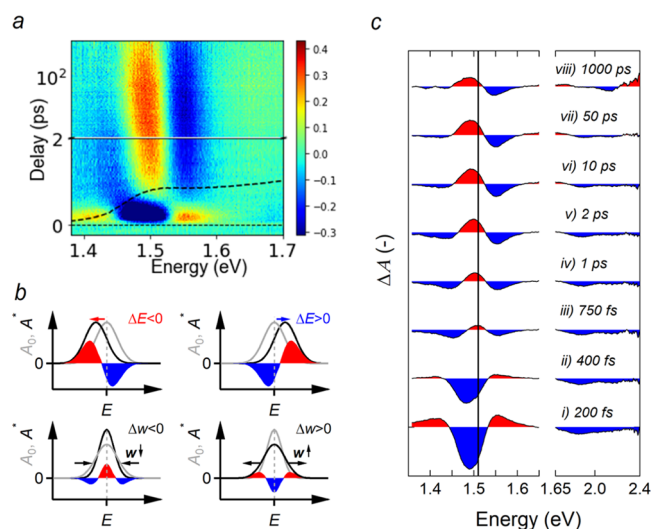 a
Delay (ps)
10²
2
0
1.4 1.5 1.6 1.7
Energy (eV)
0.4
0.3
0.2
0.1
0.0
−0.1
−0.2
−0.3
b
A₀, A*
0
ΔE<0
E
A₀, A*
0
ΔE>0
E
A₀, A*
0
Δw<0
w
E
A₀, A*
0
Δw>0
w
E
c
ΔA (-)
viii) 1000 ps
vii) 50 ps
vi) 10 ps
v) 2 ps
iv) 1 ps
iii) 750 fs
ii) 400 fs
i) 200 fs
1.4 1.5 1.6 1.65 2.0 2.4
Energy (eV)